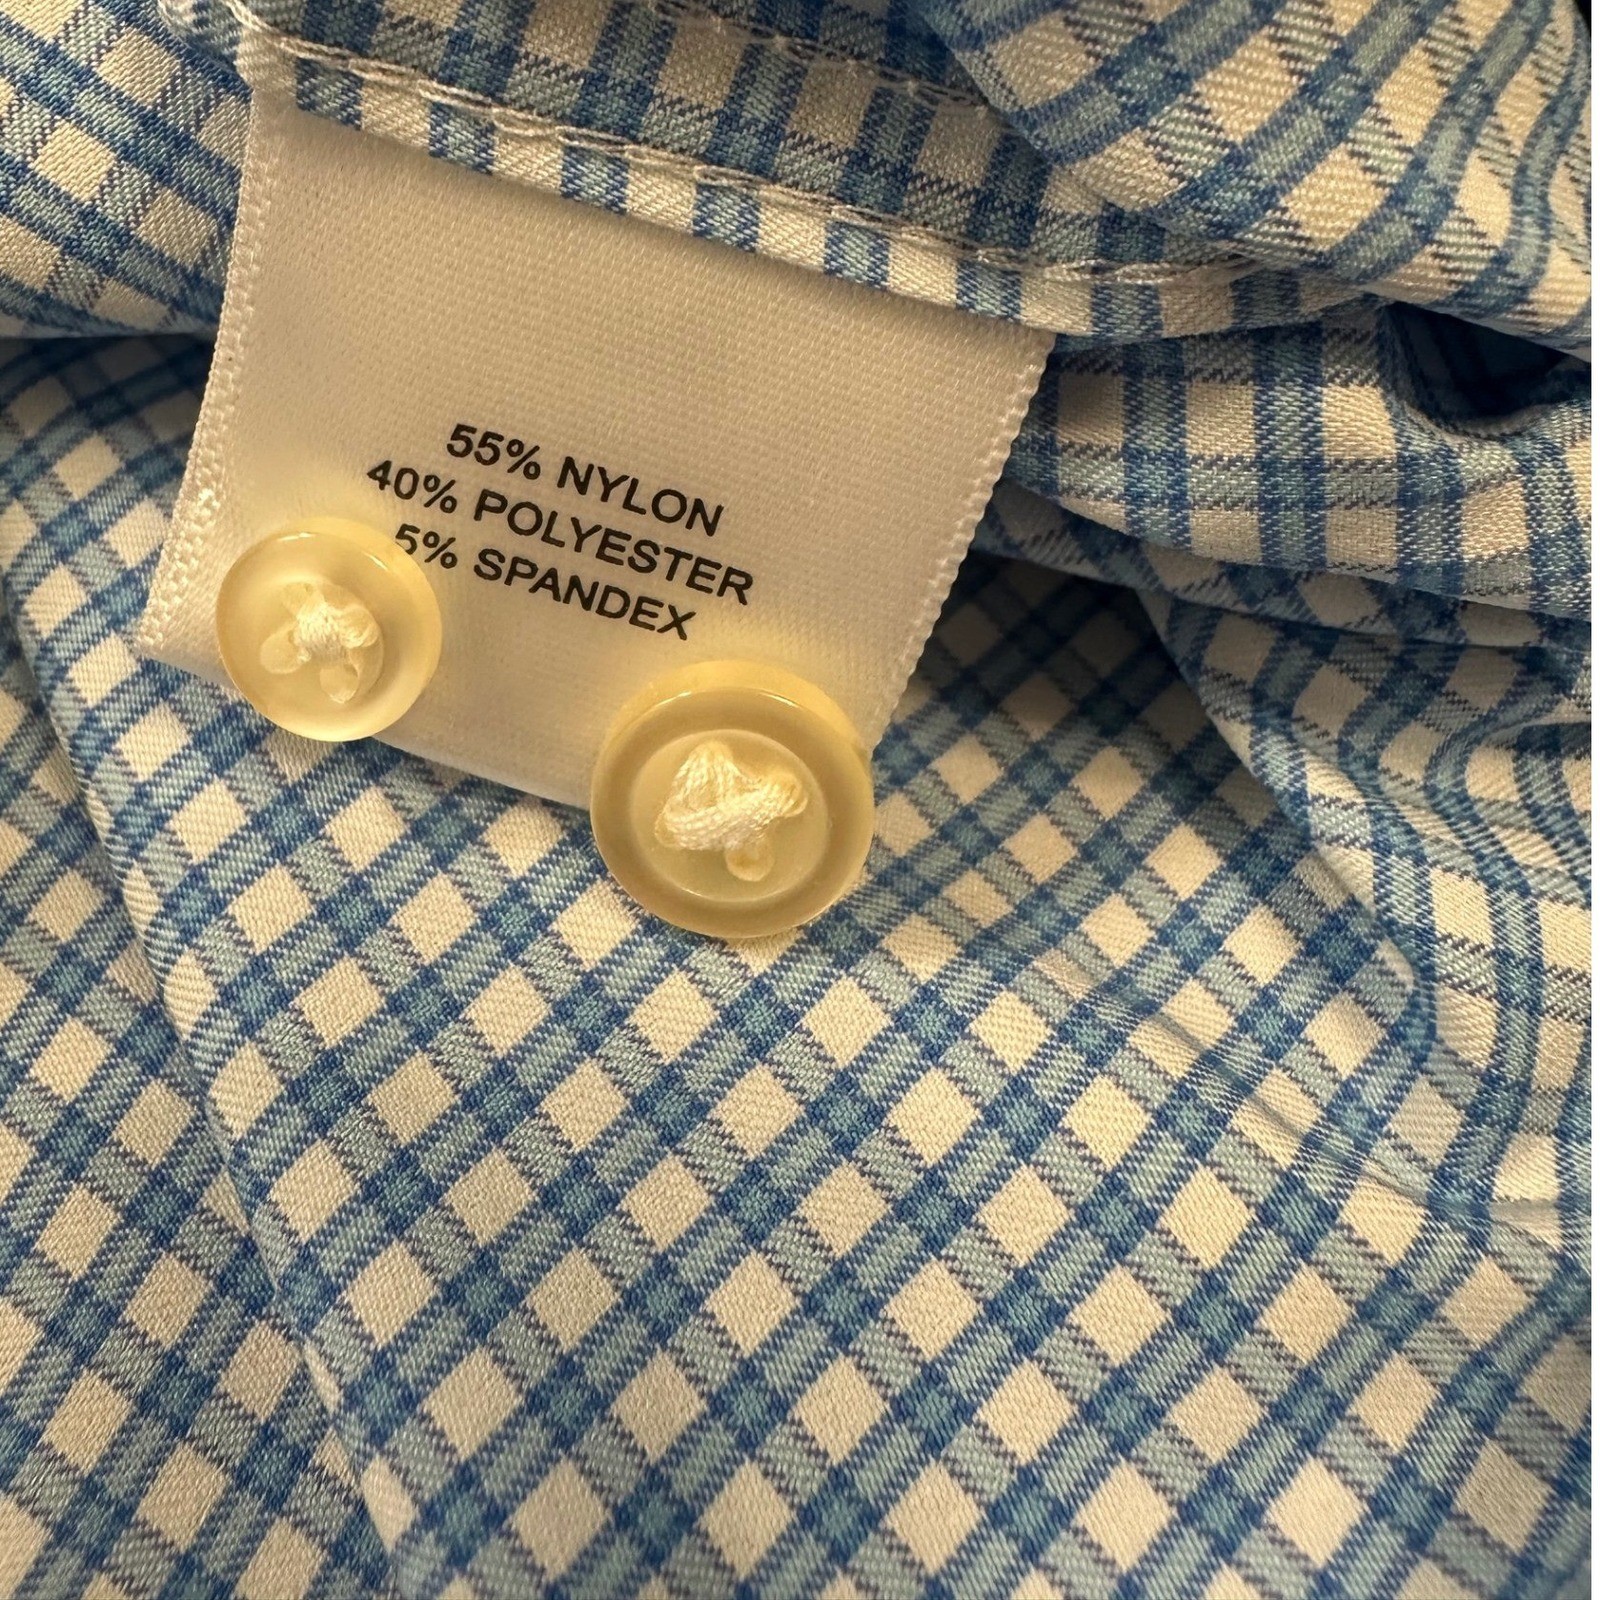 55% NYLON
40% POLYESTER
5% SPANDEX